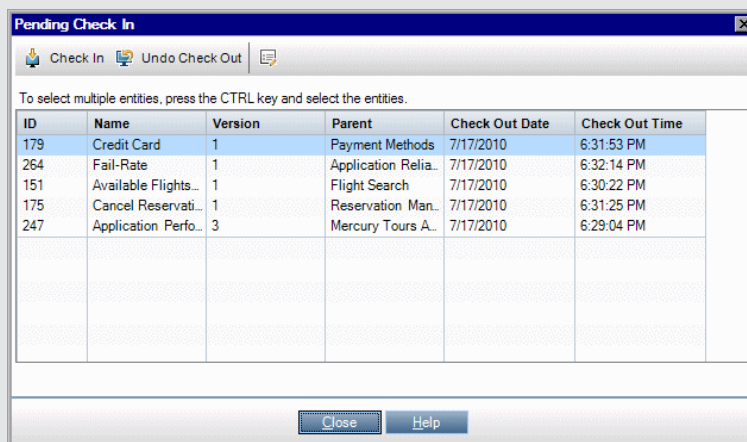 Pending Check In
Check In Undo Check Out
To select multiple entities, press the CTRL key and select the entities.
ID Name Version Parent Check Out Date Check Out Time
179 Credit Card 1 Payment Methods 7/17/2010 6:31:53 PM
264 Fail-Rate 1 Application Relia... 7/17/2010 6:32:14 PM
151 Available Flights... 1 Flight Search 7/17/2010 6:30:22 PM
175 Cancel Reservati... 1 Reservation Man... 7/17/2010 6:31:25 PM
247 Application Perfo... 3 Mercury Tours A... 7/17/2010 6:29:04 PM
Close Help